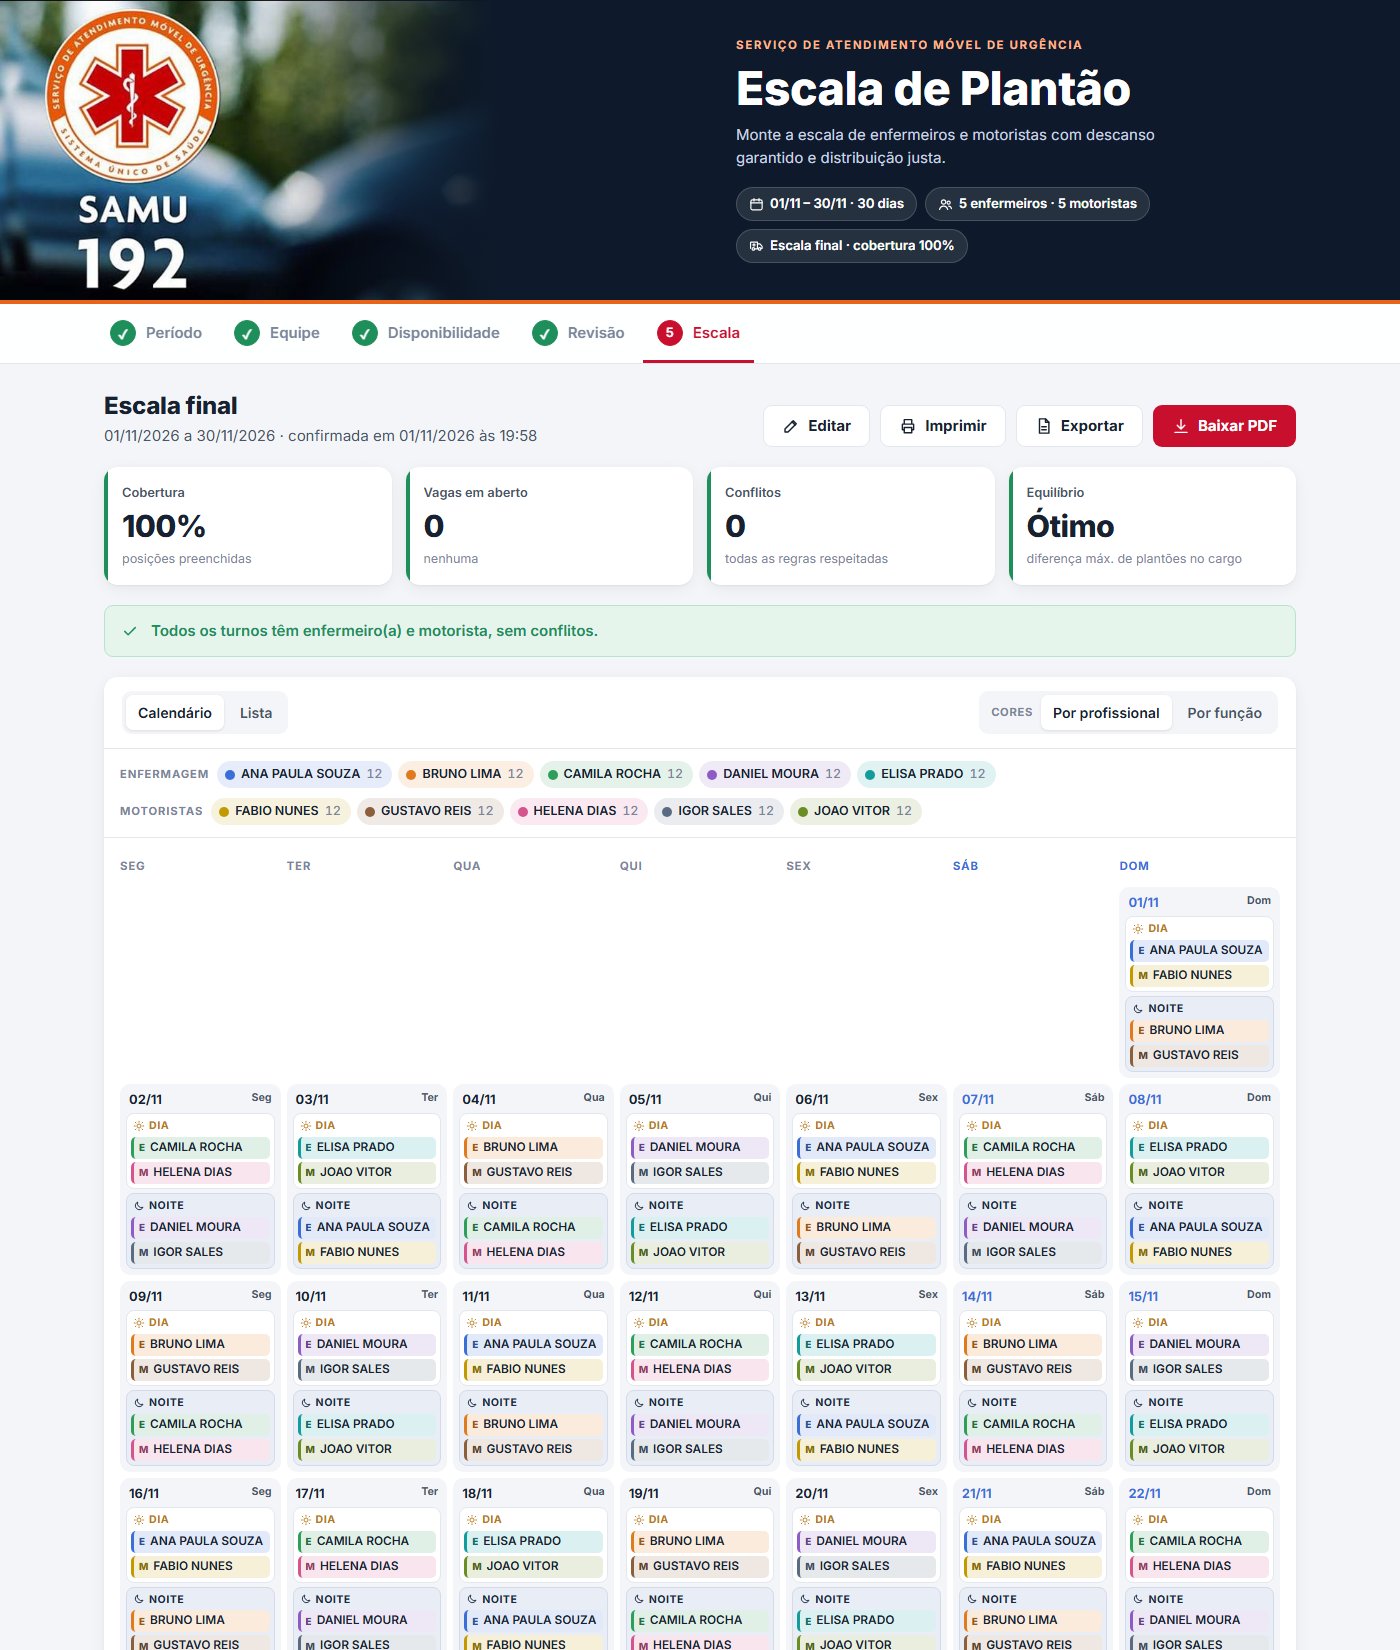 SERVIÇO DE ATENDIMENTO MÓVEL DE URGÊNCIA
SISTEMA ÚNICO DE SAÚDE
SAMU
192
SERVIÇO DE ATENDIMENTO MÓVEL DE URGÊNCIA
Escala de Plantão
Monte a escala de enfermeiros e motoristas com descanso
garantido e distribuição justa.
01/11 – 30/11 · 30 dias
5 enfermeiros · 5 motoristas
Escala final · cobertura 100%
Período
Equipe
Disponibilidade
Revisão
5 Escala
Escala final
01/11/2026 a 30/11/2026 · confirmada em 01/11/2026 às 19:58
Editar
Imprimir
Exportar
Baixar PDF
Cobertura
100%
posições preenchidas
Vagas em aberto
0
nenhuma
Conflitos
0
todas as regras respeitadas
Equilíbrio
Ótimo
diferença máx. de plantões no cargo
Todos os turnos têm enfermeiro(a) e motorista, sem conflitos.
Calendário Lista
CORES Por profissional Por função
ENFERMAGEM ANA PAULA SOUZA 12 BRUNO LIMA 12 CAMILA ROCHA 12 DANIEL MOURA 12 ELISA PRADO 12
MOTORISTAS FABIO NUNES 12 GUSTAVO REIS 12 HELENA DIAS 12 IGOR SALES 12 JOAO VITOR 12
SEG TER QUA QUI SEX SÁB DOM
01/11 Dom
DIA
E ANA PAULA SOUZA
M FABIO NUNES
NOITE
E BRUNO LIMA
M GUSTAVO REIS
02/11 Seg
DIA
E CAMILA ROCHA
M HELENA DIAS
NOITE
E DANIEL MOURA
M IGOR SALES
03/11 Ter
DIA
E ELISA PRADO
M JOAO VITOR
NOITE
E ANA PAULA SOUZA
M FABIO NUNES
04/11 Qua
DIA
E BRUNO LIMA
M GUSTAVO REIS
NOITE
E CAMILA ROCHA
M HELENA DIAS
05/11 Qui
DIA
E DANIEL MOURA
M IGOR SALES
NOITE
E ELISA PRADO
M JOAO VITOR
06/11 Sex
DIA
E ANA PAULA SOUZA
M FABIO NUNES
NOITE
E BRUNO LIMA
M GUSTAVO REIS
07/11 Sáb
DIA
E CAMILA ROCHA
M HELENA DIAS
NOITE
E DANIEL MOURA
M IGOR SALES
08/11 Dom
DIA
E ELISA PRADO
M JOAO VITOR
NOITE
E ANA PAULA SOUZA
M FABIO NUNES
09/11 Seg
DIA
E BRUNO LIMA
M GUSTAVO REIS
NOITE
E CAMILA ROCHA
M HELENA DIAS
10/11 Ter
DIA
E DANIEL MOURA
M IGOR SALES
NOITE
E ELISA PRADO
M JOAO VITOR
11/11 Qua
DIA
E ANA PAULA SOUZA
M FABIO NUNES
NOITE
E BRUNO LIMA
M GUSTAVO REIS
12/11 Qui
DIA
E CAMILA ROCHA
M HELENA DIAS
NOITE
E DANIEL MOURA
M IGOR SALES
13/11 Sex
DIA
E ELISA PRADO
M JOAO VITOR
NOITE
E ANA PAULA SOUZA
M FABIO NUNES
14/11 Sáb
DIA
E BRUNO LIMA
M GUSTAVO REIS
NOITE
E CAMILA ROCHA
M HELENA DIAS
15/11 Dom
DIA
E DANIEL MOURA
M IGOR SALES
NOITE
E ELISA PRADO
M JOAO VITOR
16/11 Seg
DIA
E ANA PAULA SOUZA
M FABIO NUNES
NOITE
E BRUNO LIMA
M GUSTAVO REIS
17/11 Ter
DIA
E CAMILA ROCHA
M HELENA DIAS
NOITE
E DANIEL MOURA
M IGOR SALES
18/11 Qua
DIA
E ELISA PRADO
M JOAO VITOR
NOITE
E ANA PAULA SOUZA
M FABIO NUNES
19/11 Qui
DIA
E BRUNO LIMA
M GUSTAVO REIS
NOITE
E CAMILA ROCHA
M HELENA DIAS
20/11 Sex
DIA
E DANIEL MOURA
M IGOR SALES
NOITE
E ELISA PRADO
M JOAO VITOR
21/11 Sáb
DIA
E ANA PAULA SOUZA
M FABIO NUNES
NOITE
E BRUNO LIMA
M GUSTAVO REIS
22/11 Dom
DIA
E CAMILA ROCHA
M HELENA DIAS
NOITE
E DANIEL MOURA
M IGOR SALES